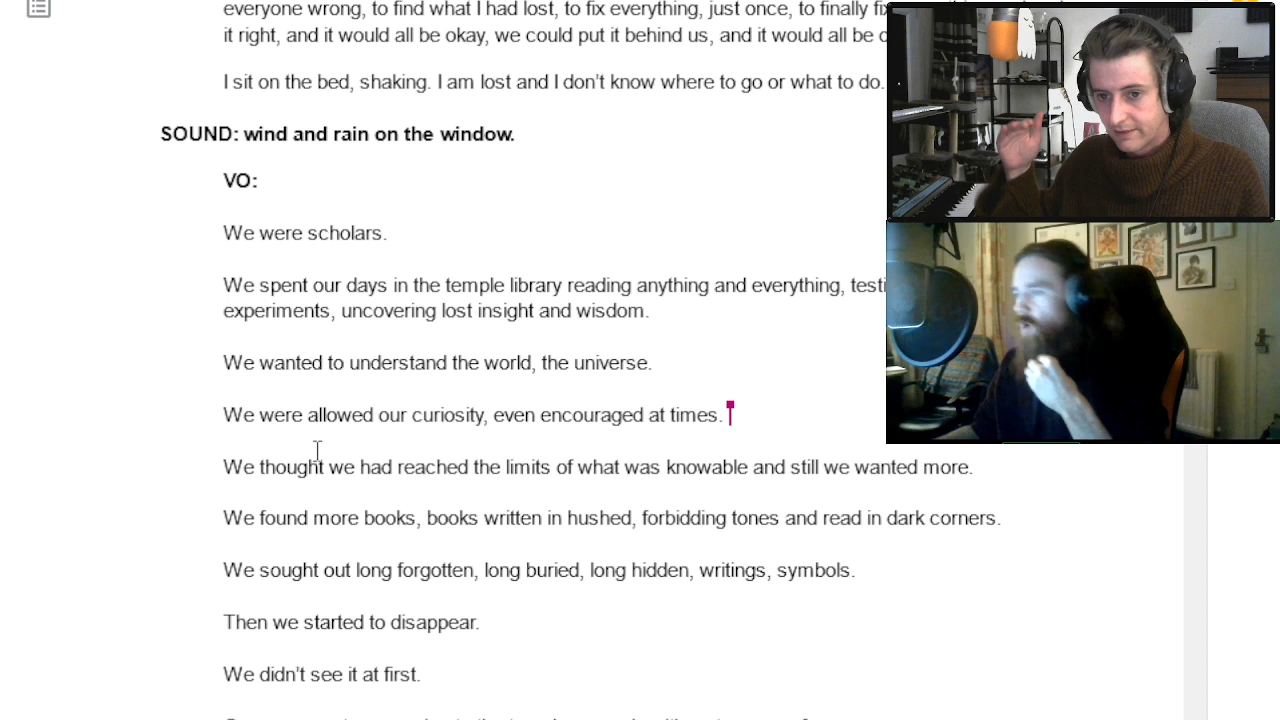 everyone wrong, to find what I had lost, to fix everything, just once, to finally fix
it right, and it would all be okay, we could put it behind us, and it would all be
I sit on the bed, shaking. I am lost and I don't know where to go or what to do.
SOUND: wind and rain on the window.
VO:
We were scholars.
We spent our days in the temple library reading anything and everything,
experiments, uncovering lost insight and wisdom.
We wanted to understand the world, the universe.
We were allowed our curiosity, even encouraged at times.
We thought we had reached the limits of what was knowable and still we wanted more.
We found more books, books written in hushed, forbidding tones and read in dark corners.
We sought out long forgotten, long buried, long hidden, writings, symbols.
Then we started to disappear.
We didn't see it at first.